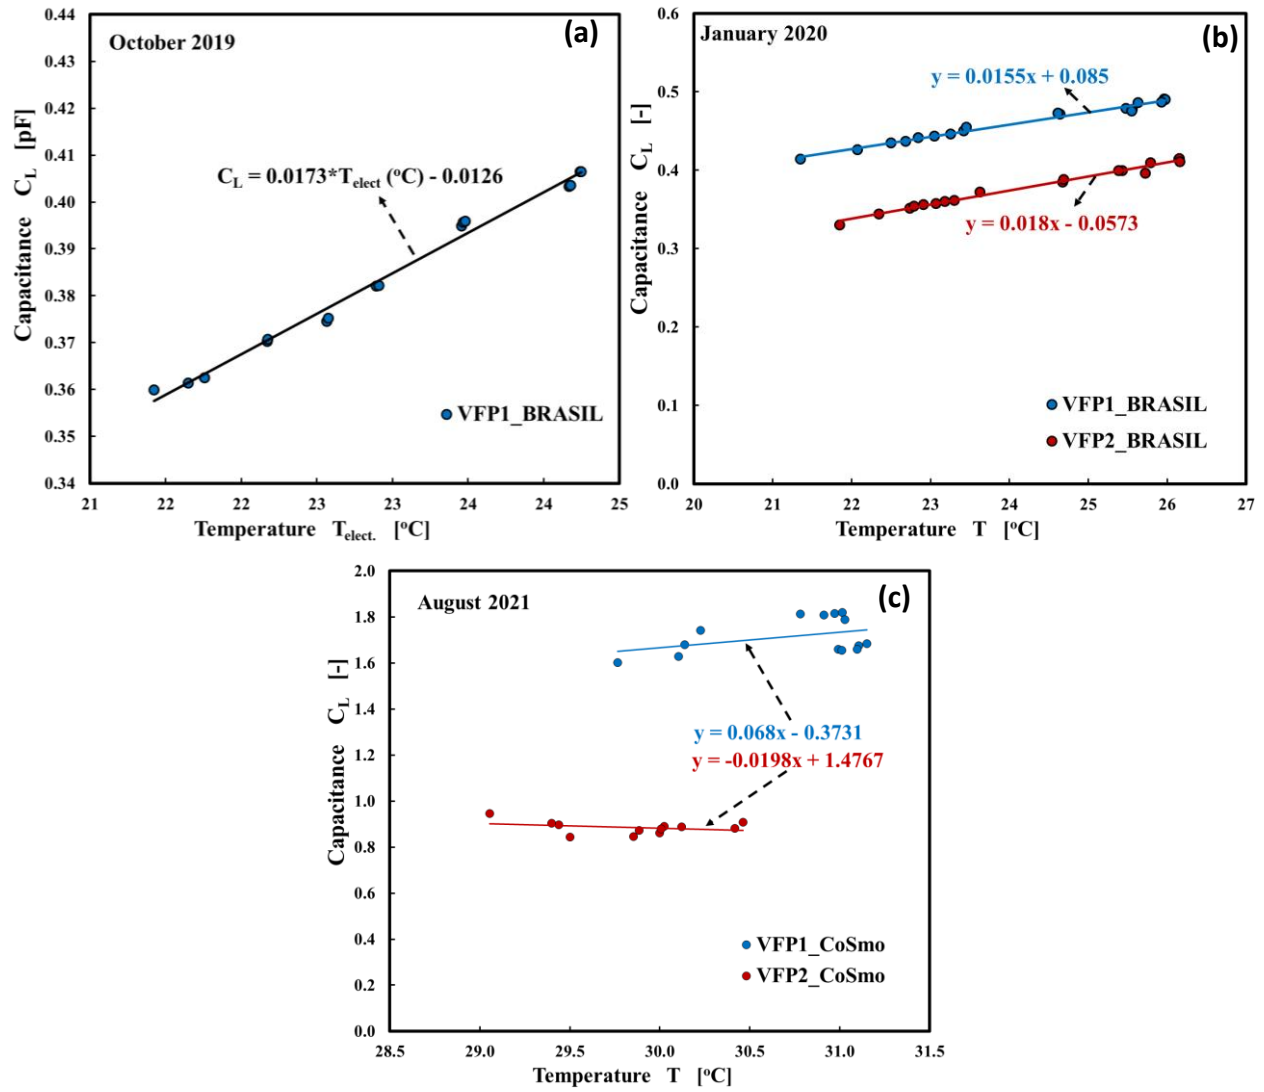 October 2019
(a)
C_L = 0.0173*T_elect (°C) - 0.0126
VFP1_BRASIL
0.44
0.43
0.42
0.41
0.40
0.39
0.38
0.37
0.36
0.35
0.34
Capacitance C_L [pF]
21
22
22
23
23
24
24
25
Temperature T_elect. [°C]
January 2020
(b)
y = 0.0155x + 0.085
y = 0.018x - 0.0573
VFP1_BRASIL
VFP2_BRASIL
0.6
0.5
0.4
0.3
0.2
0.1
0.0
Capacitance C_L [-]
20
21
22
23
24
25
26
27
Temperature T [°C]
August 2021
(c)
y = 0.068x - 0.3731
y = -0.0198x + 1.4767
VFP1_CoSmo
VFP2_CoSmo
2.0
1.8
1.6
1.4
1.2
1.0
0.8
0.6
0.4
0.2
0.0
Capacitance C_L [-]
28.5
29.0
29.5
30.0
30.5
31.0
31.5
Temperature T [°C]